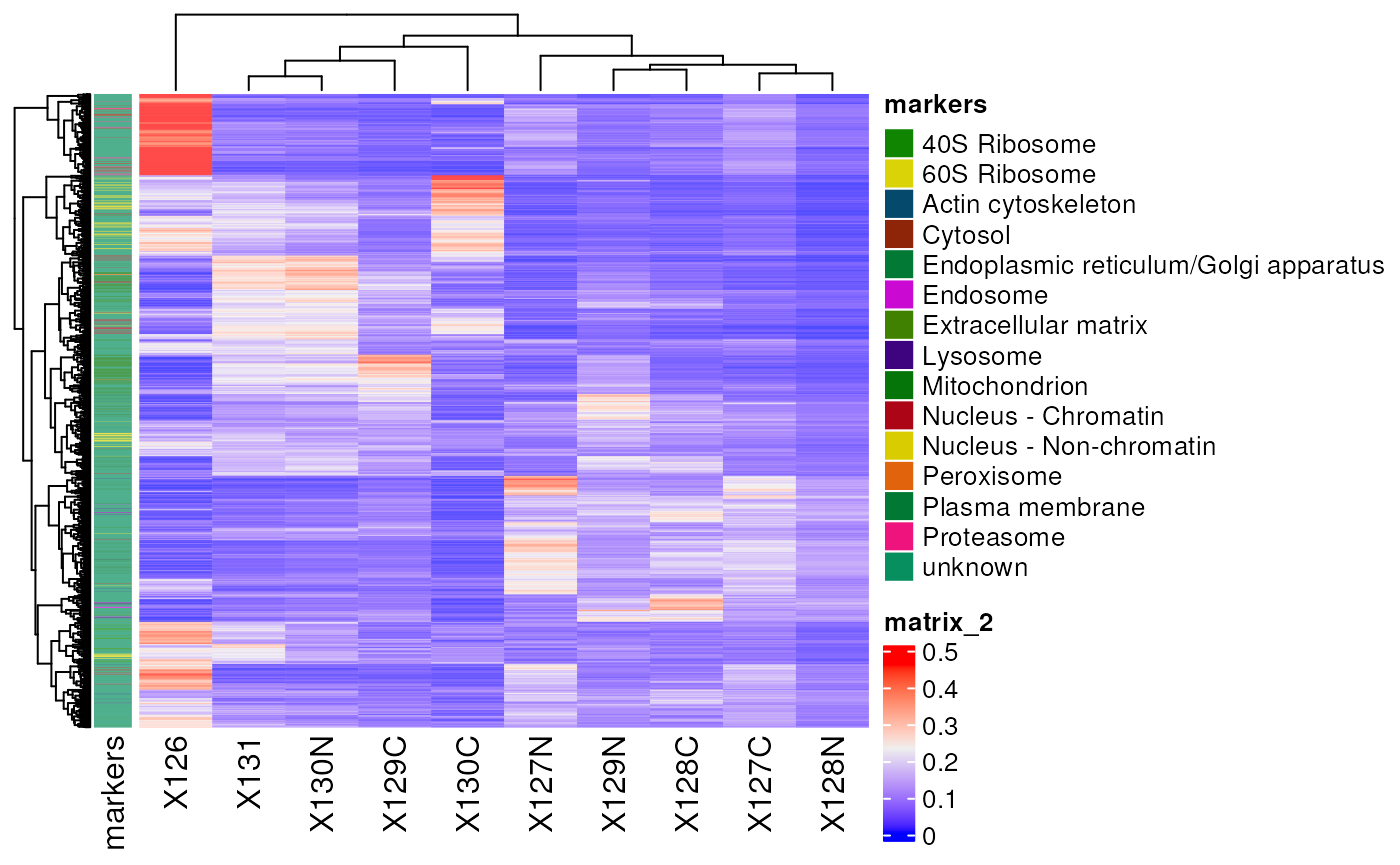 markers
40S Ribosome
60S Ribosome
Actin cytoskeleton
Cytosol
Endoplasmic reticulum/Golgi apparatus
Endosome
Extracellular matrix
Lysosome
Mitochondrion
Nucleus - Chromatin
Nucleus - Non-chromatin
Peroxisome
Plasma membrane
Proteasome
unknown
matrix_2
0.5
0.4
0.3
0.2
0.1
0
markers
X126
X131
X130N
X129C
X130C
X127N
X129N
X128C
X127C
X128N